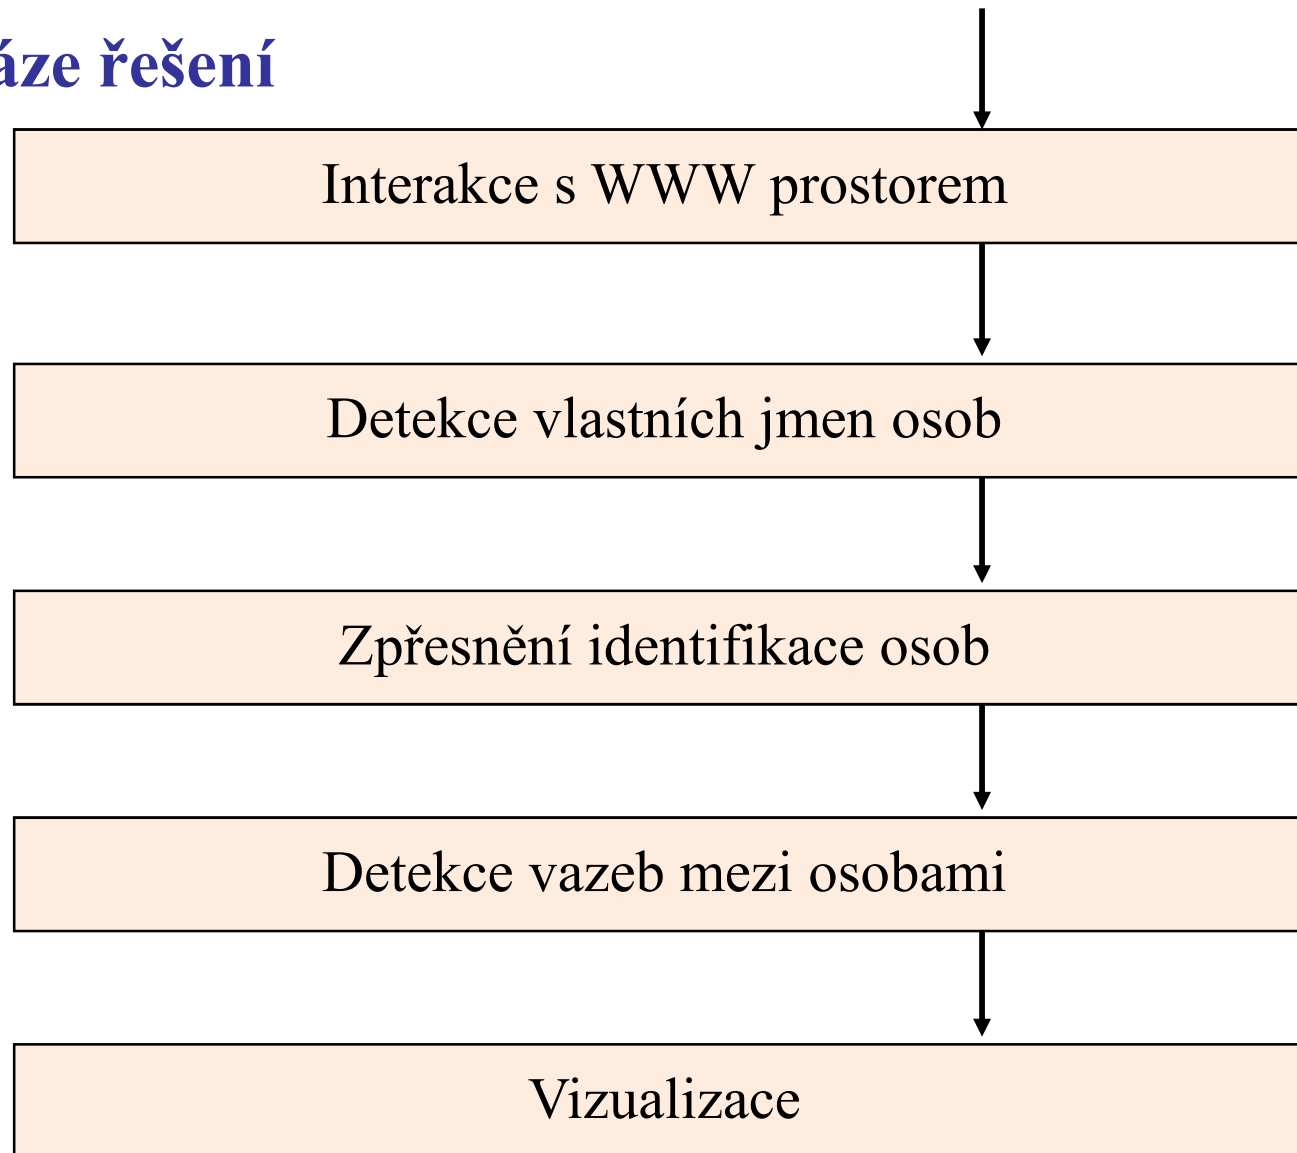 áze řešení
Interakce s WWW prostorem
Detekce vlastních jmen osob
Zpřesnění identifikace osob
Detekce vazeb mezi osobami
Vizualizace